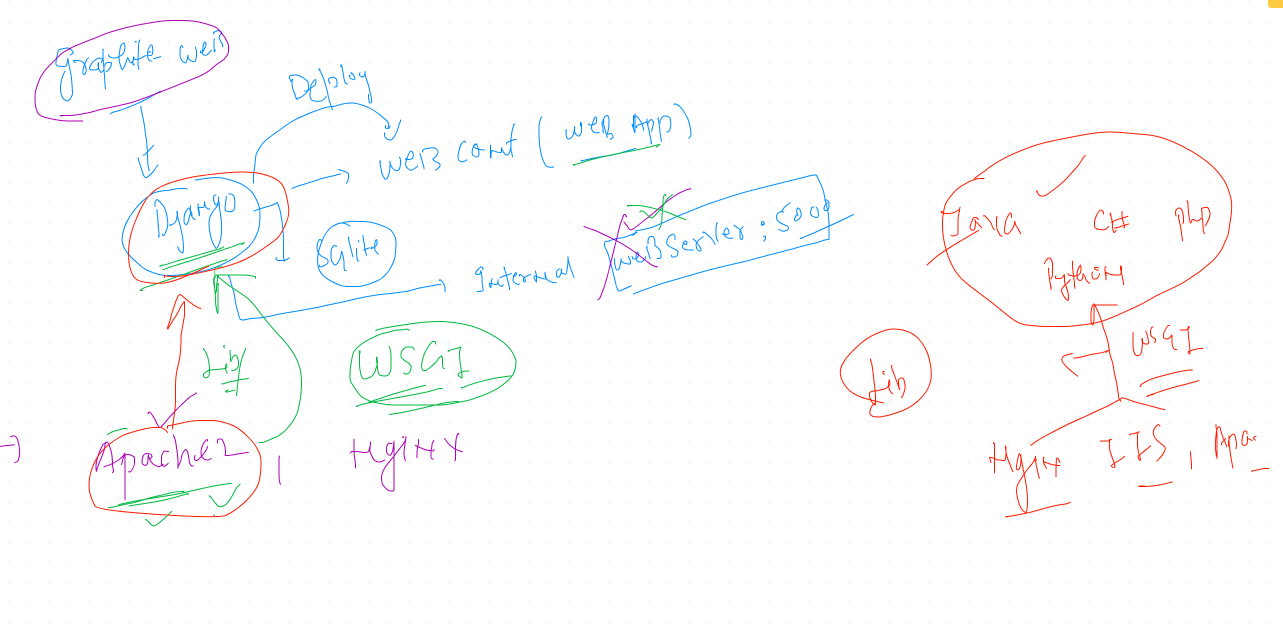 Graphite web
Deploy
WEB Cont (WEB App)
Django
Sqlite
Internal
WEBServer: 5000
Lib
WSGI
Apache2
NginX
Java C# php
Python
WSGI
Lib
Nginx IIS, Apa